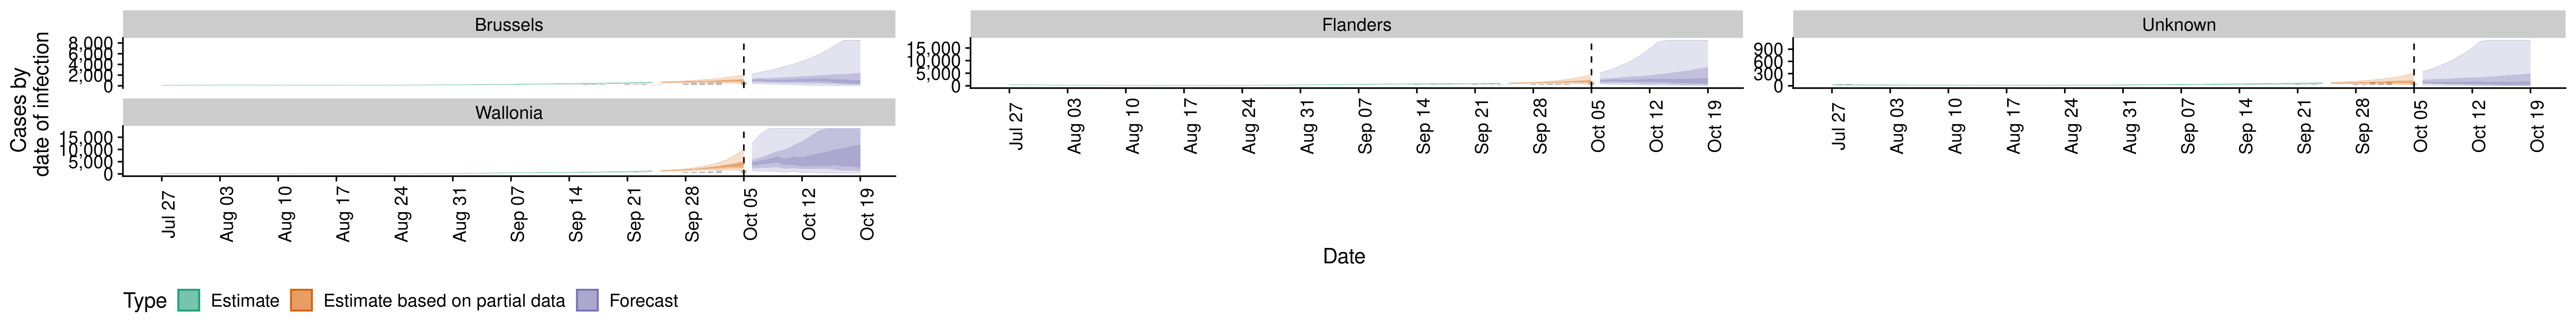 Brussels
Flanders
Unknown
Cases by
date of infection
8,000
6,000
4,000
2,000
0
15,000
10,000
5,000
0
900
600
300
0
Jul 27
Aug 03
Aug 10
Aug 17
Aug 24
Aug 31
Sep 07
Sep 14
Sep 21
Sep 28
Oct 05
Oct 12
Oct 19
Jul 27
Aug 03
Aug 10
Aug 17
Aug 24
Aug 31
Sep 07
Sep 14
Sep 21
Sep 28
Oct 05
Oct 12
Oct 19
Wallonia
15,000
10,000
5,000
0
Jul 27
Aug 03
Aug 10
Aug 17
Aug 24
Aug 31
Sep 07
Sep 14
Sep 21
Sep 28
Oct 05
Oct 12
Oct 19
Date
Type
Estimate
Estimate based on partial data
Forecast